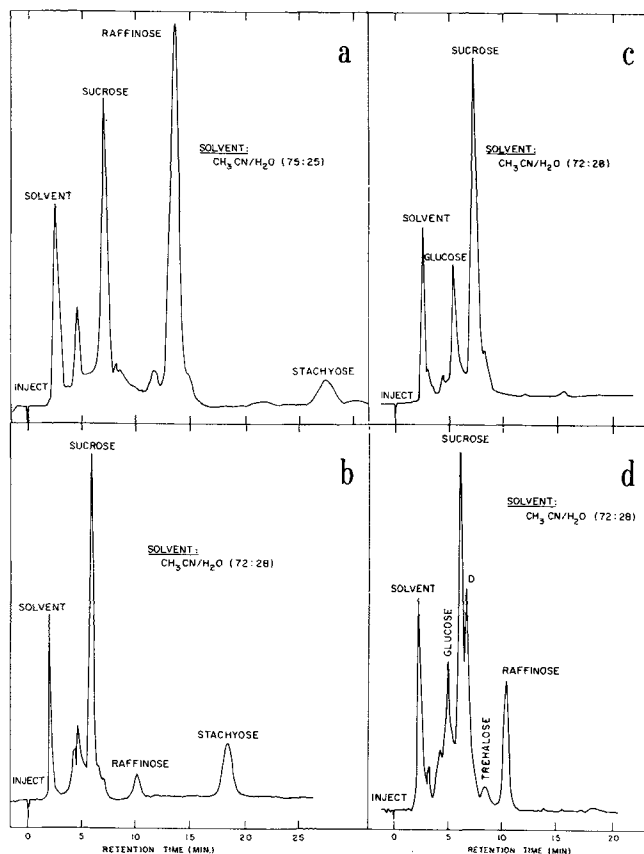 a
RAFFINOSE
SUCROSE
SOLVENT:
CH3CN/H2O (75:25)
SOLVENT
STACHYOSE
INJECT
c
SUCROSE
SOLVENT:
CH3CN/H2O (72:28)
SOLVENT
GLUCOSE
INJECT
b
SUCROSE
SOLVENT:
CH3CN/H2O (72:28)
SOLVENT
RAFFINOSE
STACHYOSE
INJECT
0 5 10 15 20 25
RETENTION TIME (MIN.)
d
SUCROSE
SOLVENT:
CH3CN/H2O (72:28)
D
SOLVENT
GLUCOSE
RAFFINOSE
TREHALOSE
INJECT
0 5 10 15 20
RETENTION TIME (MIN.)